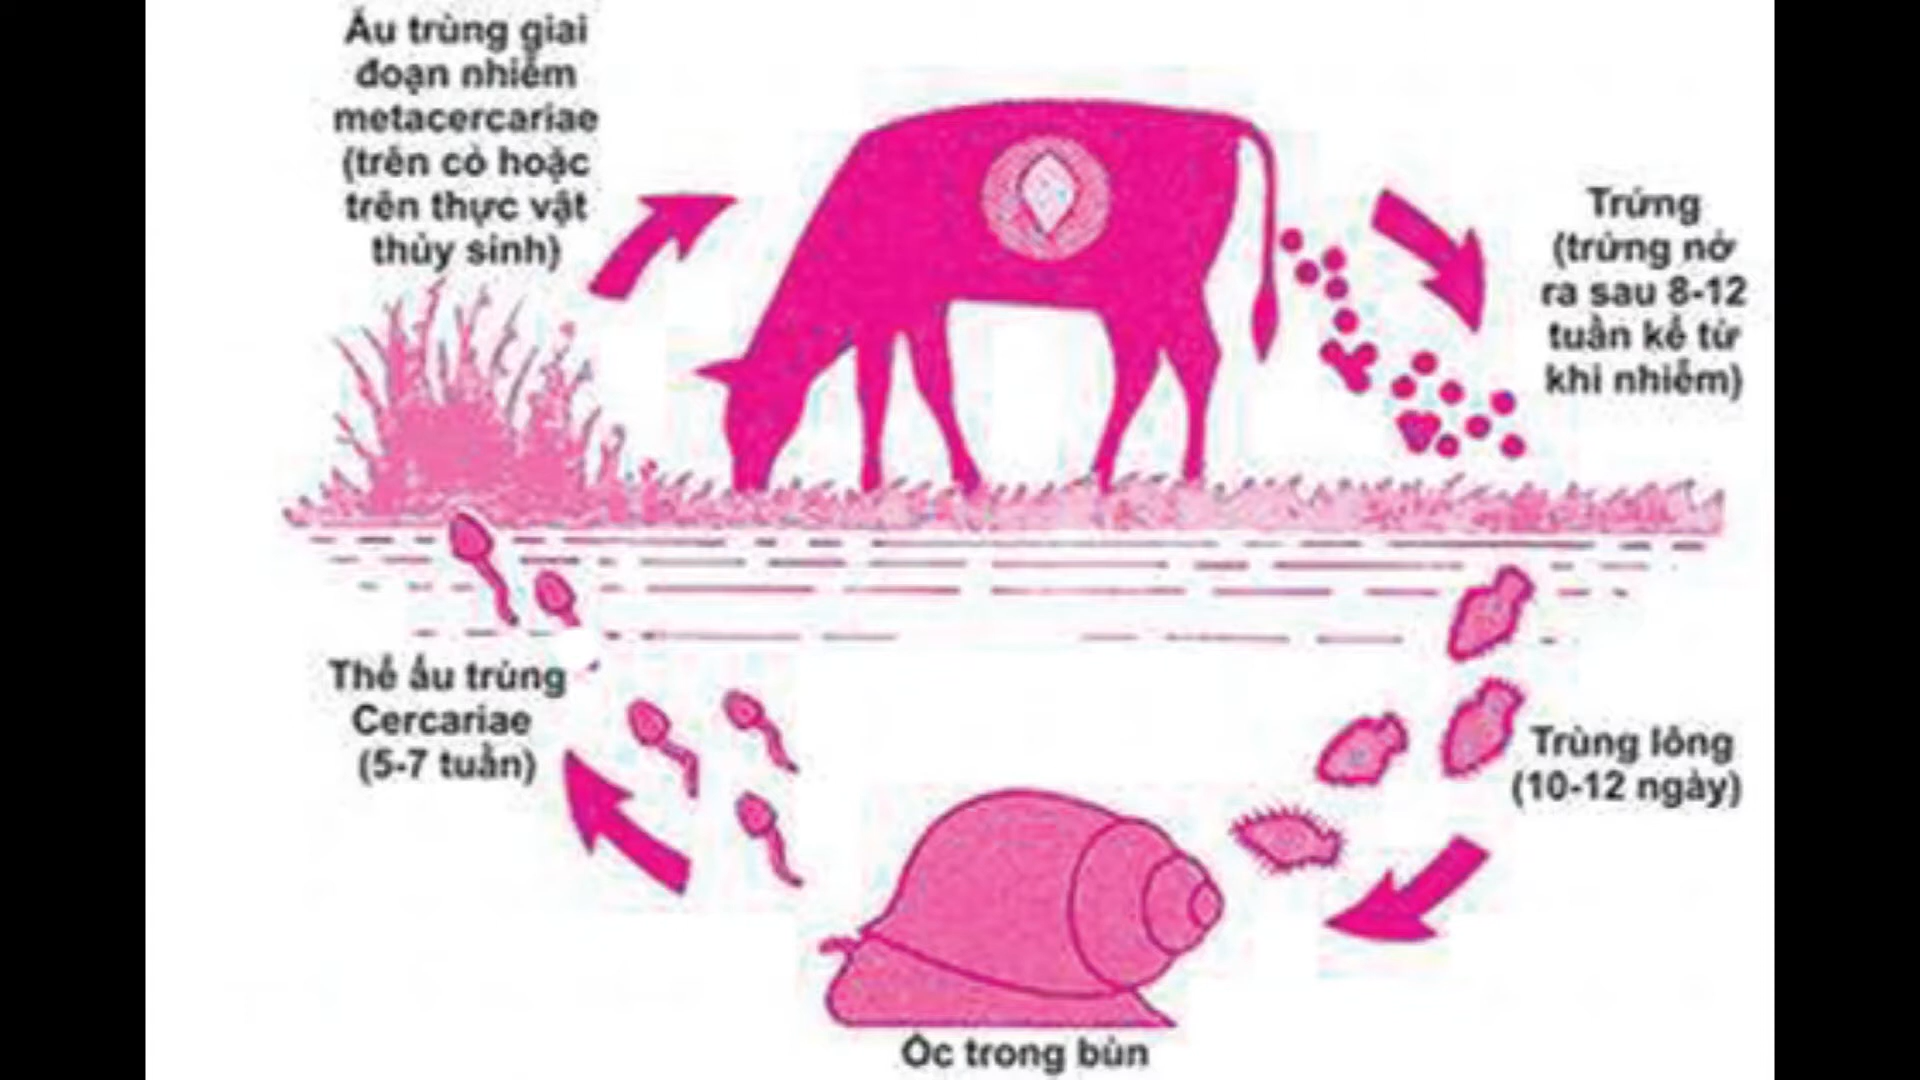 Ấu trùng giai
đoạn nhiễm
metacercariae
(trên cỏ hoặc
trên thực vật
thủy sinh)
Trứng
(trứng nở
ra sau 8-12
tuần kể từ
khi nhiễm)
Thể ấu trùng
Cercariae
(5-7 tuần)
Trùng lông
(10-12 ngày)
Ốc trong bùn